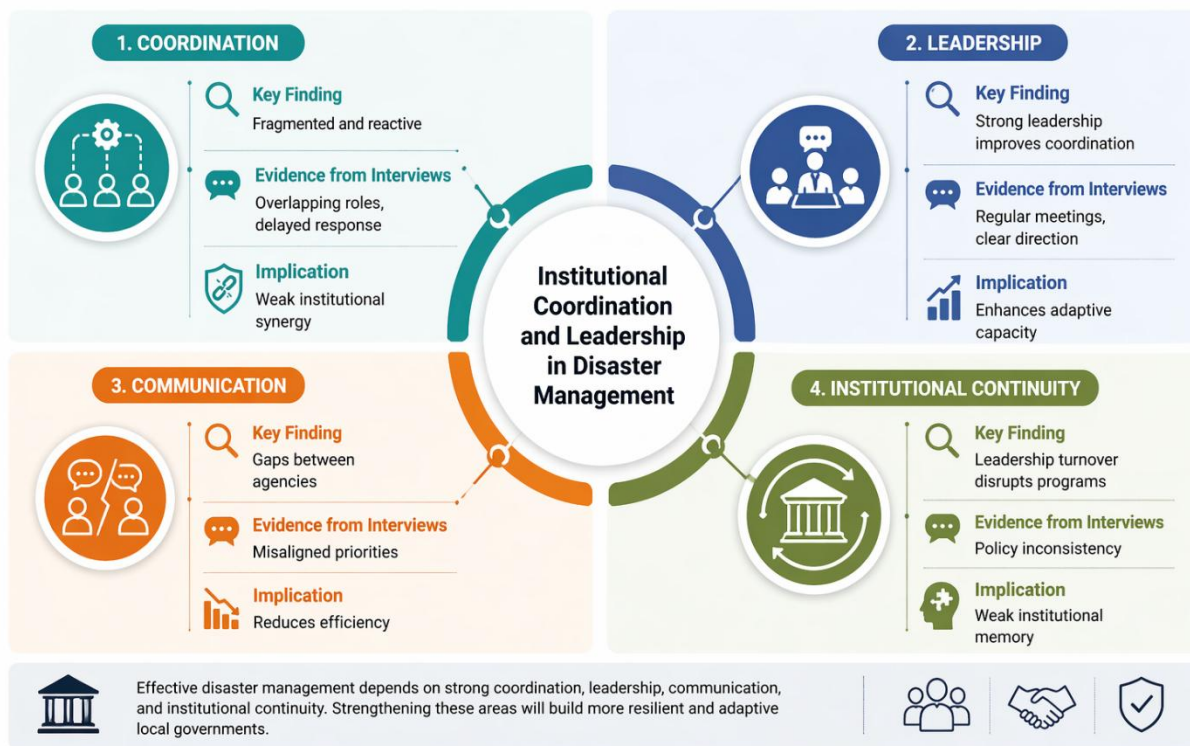 1. COORDINATION
Key Finding
Fragmented and reactive
Evidence from Interviews
Overlapping roles,
delayed response
Implication
Weak institutional
synergy
2. LEADERSHIP
Key Finding
Strong leadership
improves coordination
Evidence from Interviews
Regular meetings,
clear direction
Implication
Enhances adaptive
capacity
Institutional
Coordination
and Leadership
in Disaster
Management
3. COMMUNICATION
Key Finding
Gaps between
agencies
Evidence from Interviews
Misaligned priorities
Implication
Reduces efficiency
4. INSTITUTIONAL CONTINUITY
Key Finding
Leadership turnover
disrupts programs
Evidence from Interviews
Policy inconsistency
Implication
Weak institutional
memory
Effective disaster management depends on strong coordination, leadership, communication,
and institutional continuity. Strengthening these areas will build more resilient and adaptive
local governments.